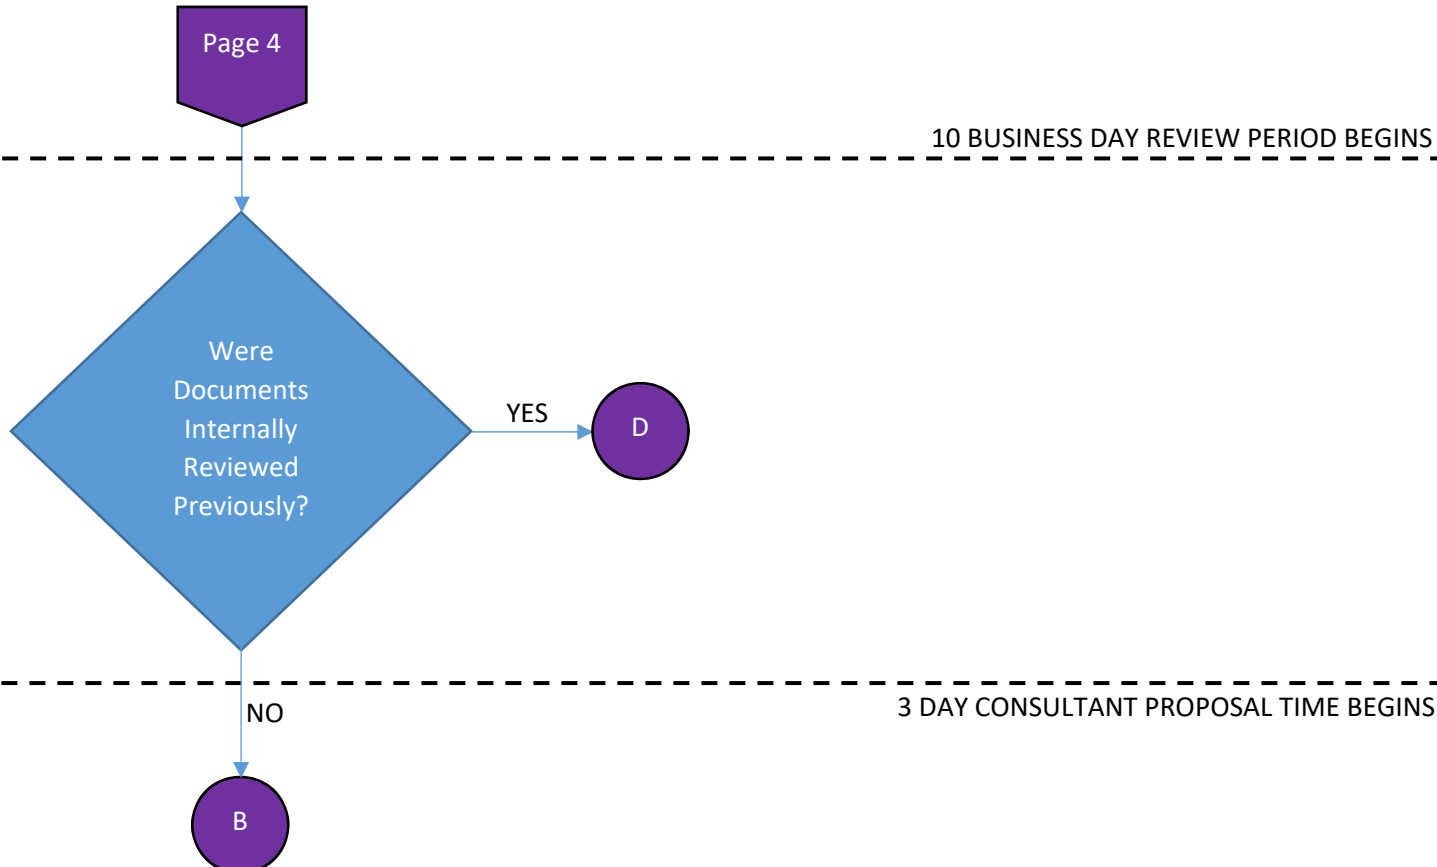 Page 4
10 BUSINESS DAY REVIEW PERIOD BEGINS
Were
Documents
Internally
Reviewed
Previously?
YES
D
NO
3 DAY CONSULTANT PROPOSAL TIME BEGINS
B